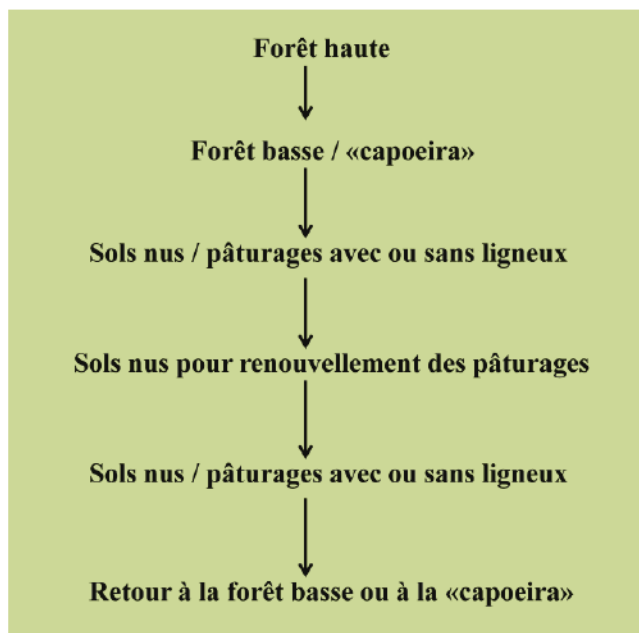 Forêt haute
Forêt basse / «capoeira»
Sols nus / pâturages avec ou sans ligneux
Sols nus pour renouvellement des pâturages
Sols nus / pâturages avec ou sans ligneux
Retour à la forêt basse ou à la «capoeira»